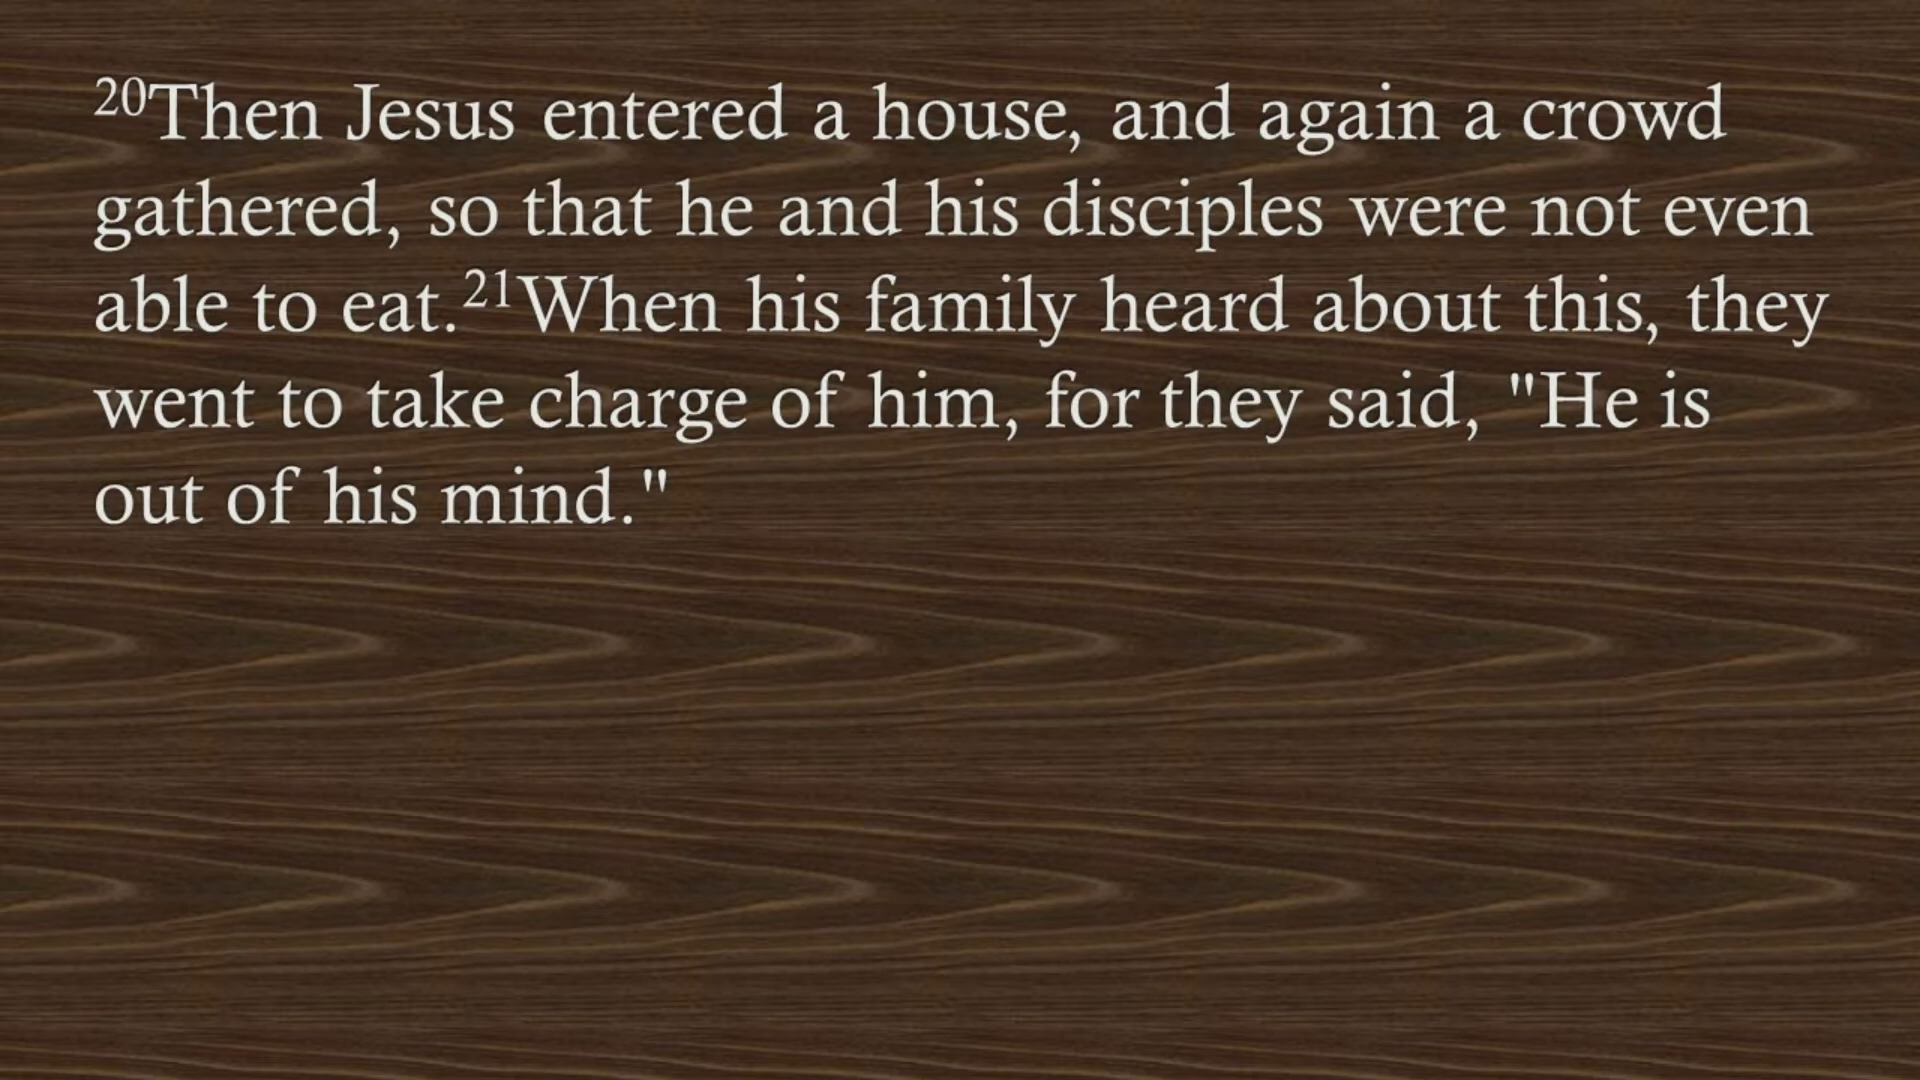 20Then Jesus entered a house, and again a crowd
gathered, so that he and his disciples were not even
able to eat.21When his family heard about this, they
went to take charge of him, for they said, "He is
out of his mind."